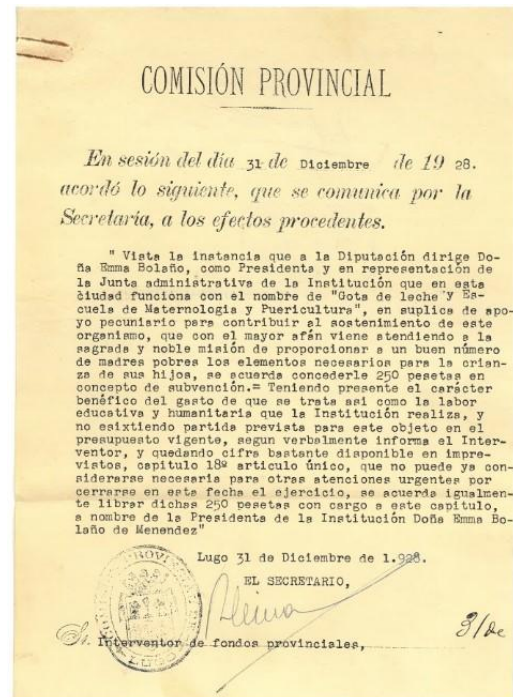 COMISIÓN PROVINCIAL
En sesión del día 31 de Diciembre de 19 28.
acordó lo siguiente, que se comunica por la
Secretaría, a los efectos procedentes.
" Vista la instancia que a la Diputación dirige Do-
ña Emma Bolaño, como Presidenta y en representación de
la Junta administrativa de la Institución que en esta
ciudad funciona con el nombre de "Gota de leche y Es-
cuela de Maternologia y Puericultura", en suplica de apo-
yo pecuniario para contribuir al sostenimiento de este
organismo, que con el mayor afán viene atendiendo a la
sagrada y noble misión de proporcionar a un buen número
de madres pobres los elementos necesarios para la crian-
za de sus hijos, se acuerda concederle 250 pesetas en
concepto de subvención.= Teniendo presente el carácter
benéfico del gasto de que se trata asi como la labor
educativa y humanitaria que la Institución realiza, y
no esixtiendo partida prevista para este objeto en el
presupuesto vigente, segun verbalmente informa el Inter-
ventor, y quedando cifra bastante disponible en impre-
vistos, capitulo 18º articulo único, que no puede ya con-
siderarse necesaria para otras atenciones urgentes por
cerrarse en esta fecha el ejercicio, se acuerda igualmen-
te librar dichas 250 pesetas con cargo a este capitulo,
a nombre de la Presidenta de la Institución Doña Emma Bo-
laño de Menendez"
Lugo 31 de Diciembre de 1.928.
EL SECRETARIO,
Sr. Interventor de fondos provinciales,
31/de
LUGO